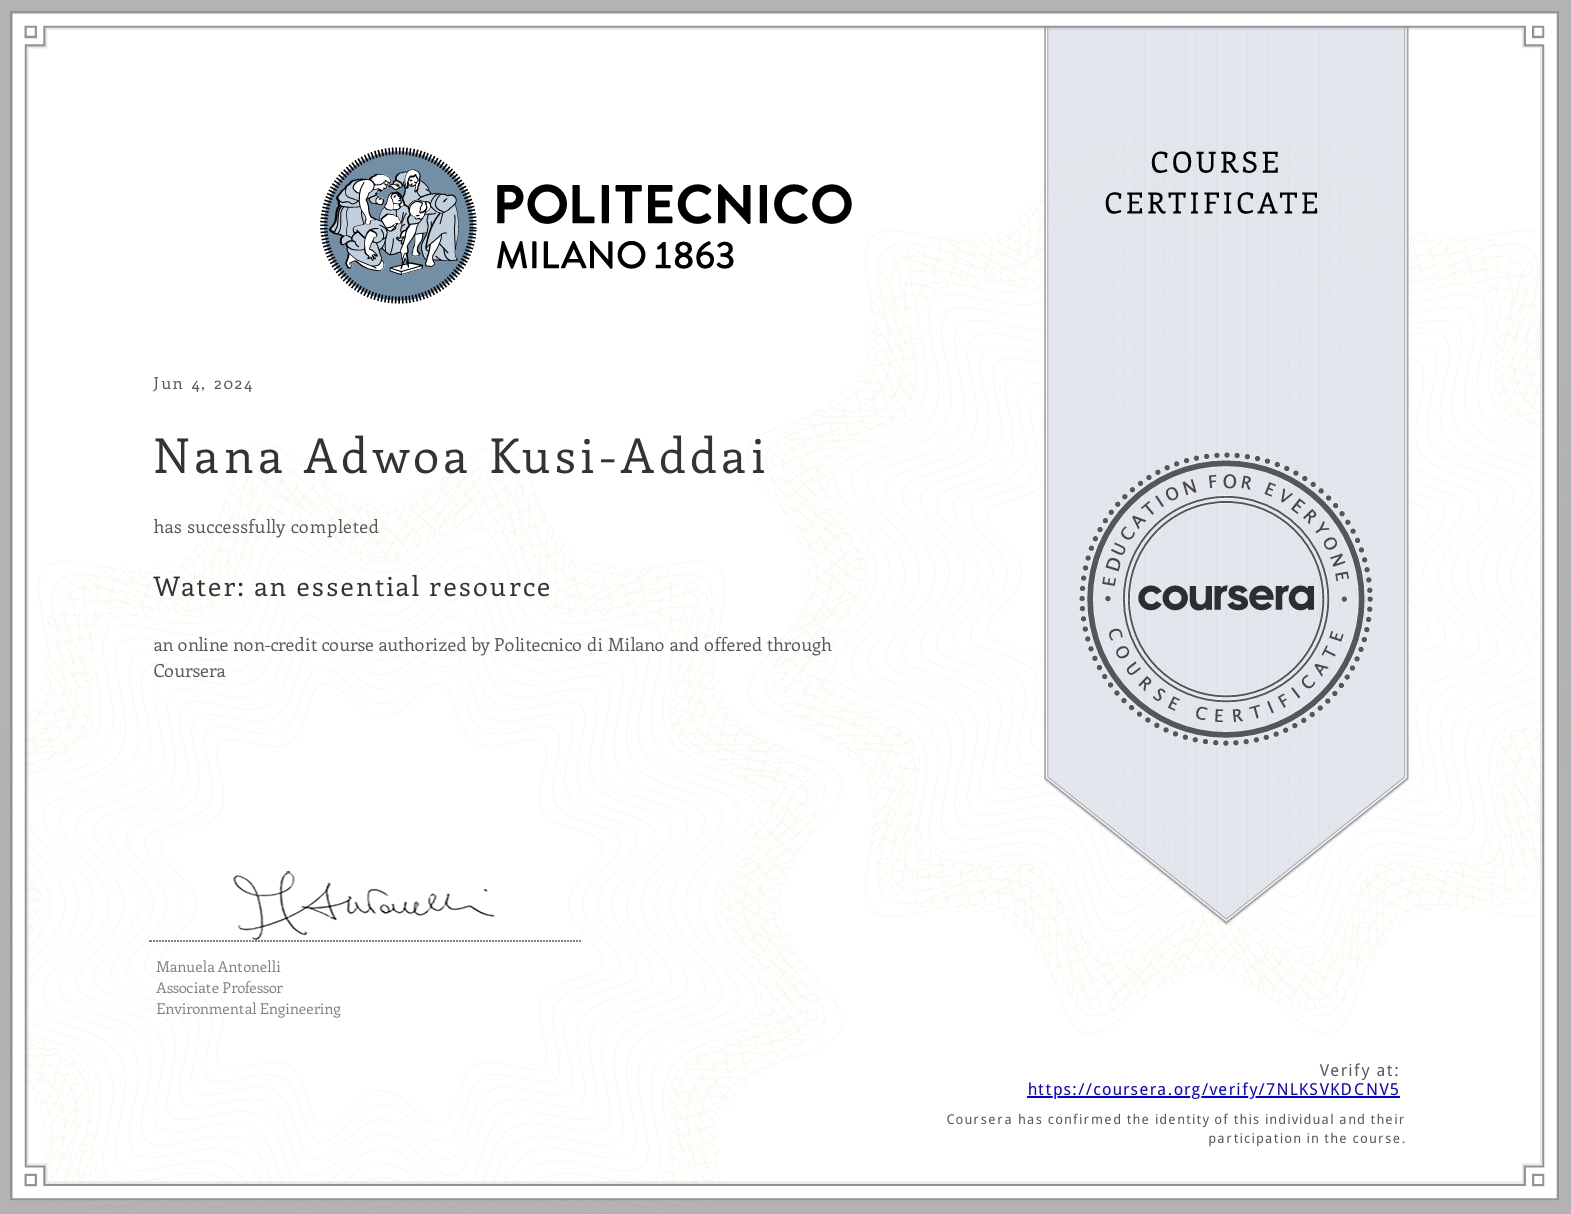 POLITECNICO
MILANO 1863
COURSE
CERTIFICATE
Jun 4, 2024
Nana Adwoa Kusi-Addai
has successfully completed
Water: an essential resource
an online non-credit course authorized by Politecnico di Milano and offered through
Coursera
EDUCATION FOR EVERYONE
coursera
COURSE CERTIFICATE
M Antonelli
Manuela Antonelli
Associate Professor
Environmental Engineering
Verify at:
https://coursera.org/verify/7NLKSVKDCNV5
Coursera has confirmed the identity of this individual and their
participation in the course.